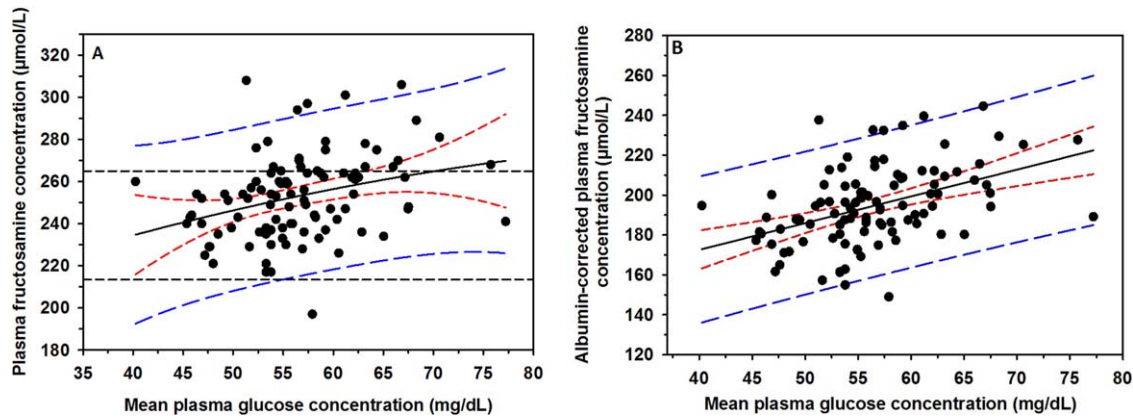 A
Plasma fructosamine concentration (µmol/L)
320
300
280
260
240
220
200
180
35 40 45 50 55 60 65 70 75 80
Mean plasma glucose concentration (mg/dL)
B
Albumin-corrected plasma fructosamine
concentration (µmol/L)
280
260
240
220
200
180
160
140
120
40 45 50 55 60 65 70 75 80
Mean plasma glucose concentration (mg/dL)